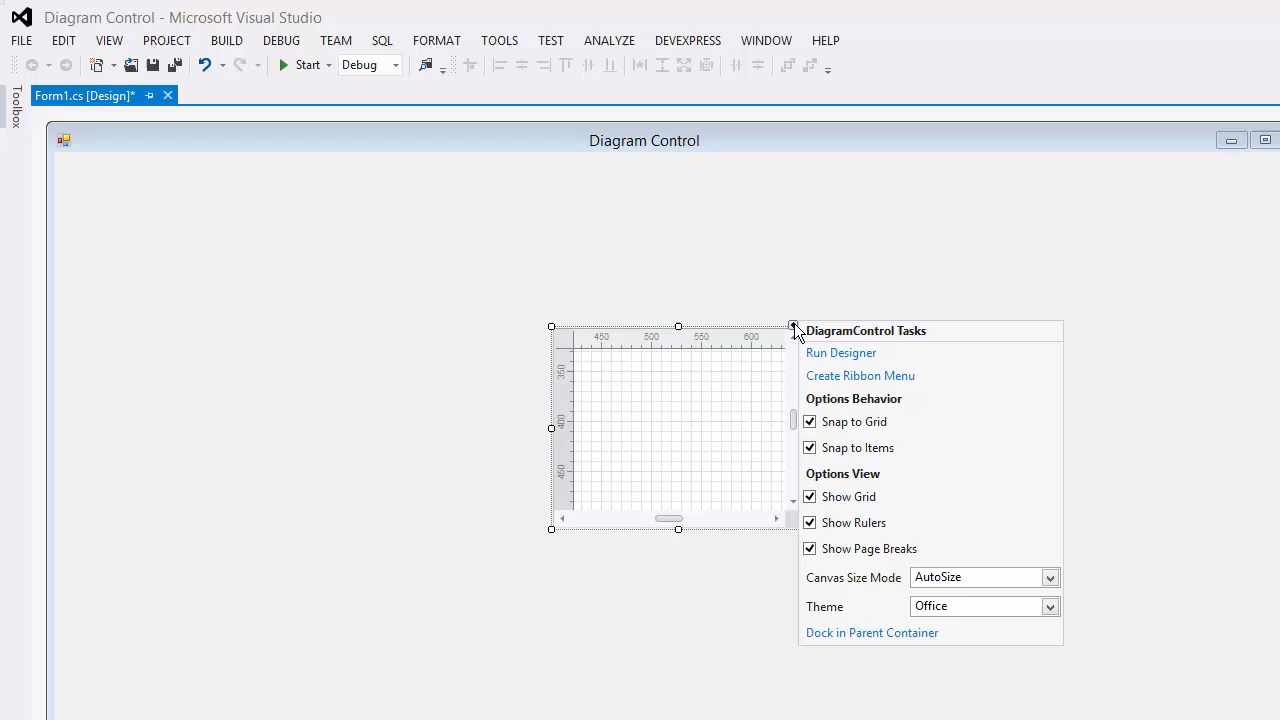 Diagram Control - Microsoft Visual Studio
FILE EDIT VIEW PROJECT BUILD DEBUG TEAM SQL FORMAT TOOLS TEST ANALYZE DEVEXPRESS WINDOW HELP
Start Debug
Toolbox
Form1.cs [Design]*
Diagram Control
450 500 550 600
350
400
450
DiagramControl Tasks
Run Designer
Create Ribbon Menu
Options Behavior
Snap to Grid
Snap to Items
Options View
Show Grid
Show Rulers
Show Page Breaks
Canvas Size Mode AutoSize
Theme Office
Dock in Parent Container